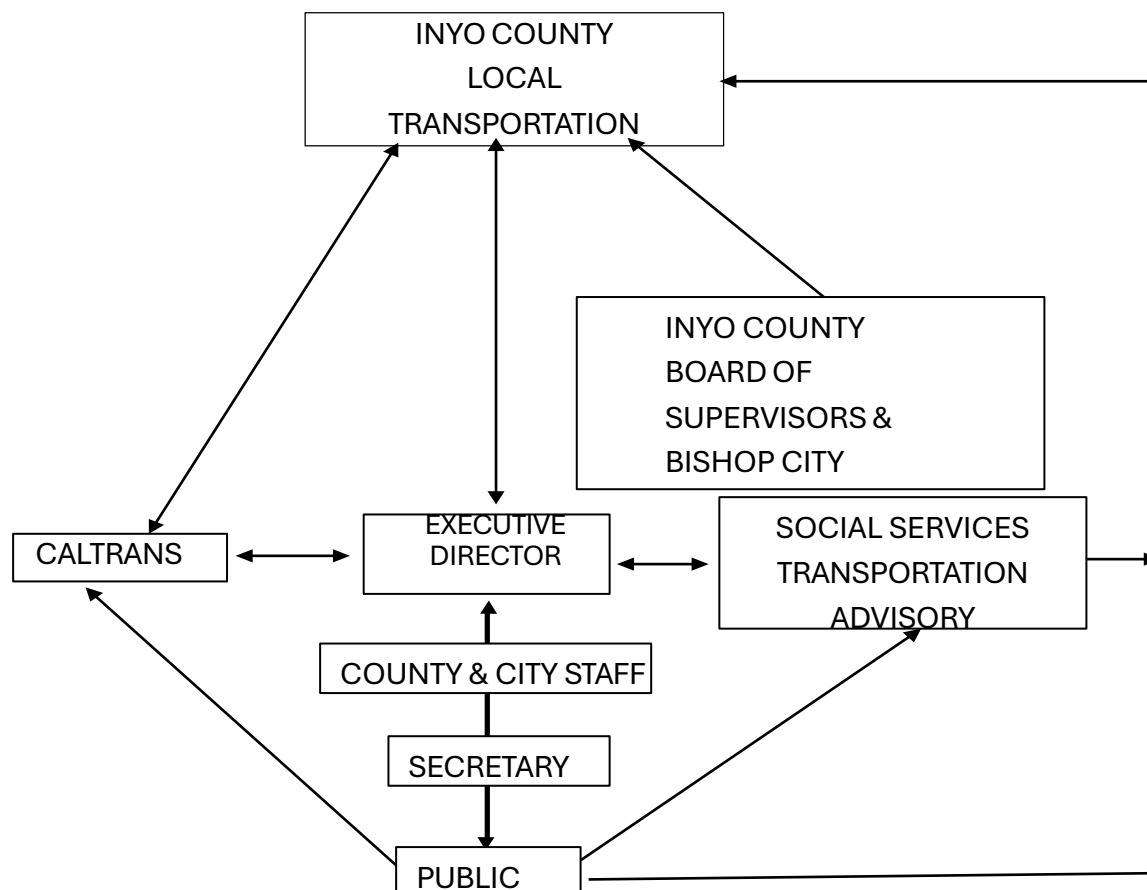 INYO COUNTY
LOCAL
TRANSPORTATION
INYO COUNTY
BOARD OF
SUPERVISORS &
BISHOP CITY
CALTRANS
EXECUTIVE
DIRECTOR
SOCIAL SERVICES
TRANSPORTATION
ADVISORY
COUNTY & CITY STAFF
SECRETARY
PUBLIC